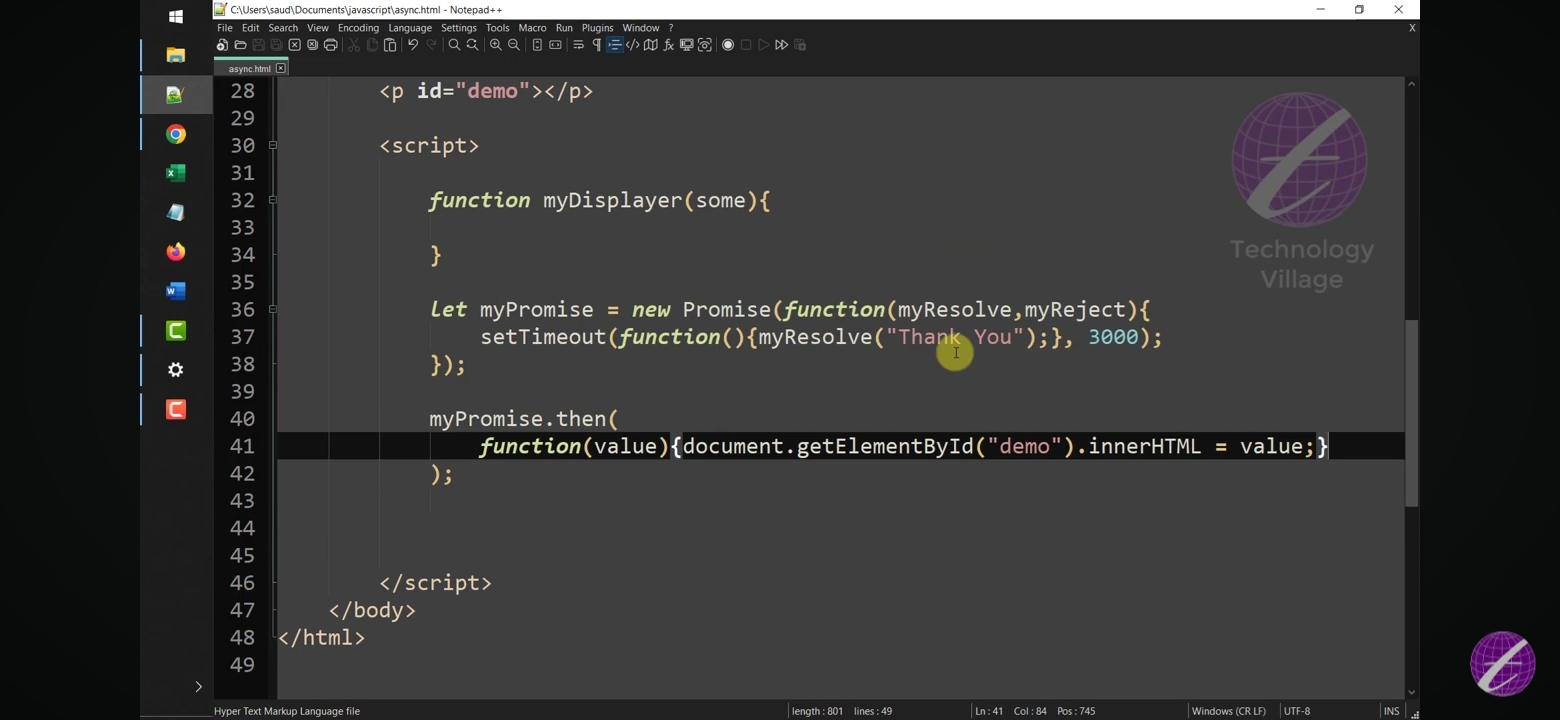 C:\Users\saud\Documents\javascript\async.html - Notepad++
File Edit Search View Encoding Language Settings Tools Macro Run Plugins Window ? X
async.html
28 <p id="demo"></p>
29
30 <script>
31
32 function myDisplayer(some){
33
34 }
35
36 let myPromise = new Promise(function(myResolve,myReject){
37 setTimeout(function(){myResolve("Thank You");}, 3000);
38 });
39
40 myPromise.then(
41 function(value){document.getElementById("demo").innerHTML = value;}
42 );
43
44
45
46 </script>
47 </body>
48 </html>
49
Technology
Village
Hyper Text Markup Language file length : 801 lines : 49 Ln : 41 Col : 84 Pos : 745 Windows (CR LF) UTF-8 INS